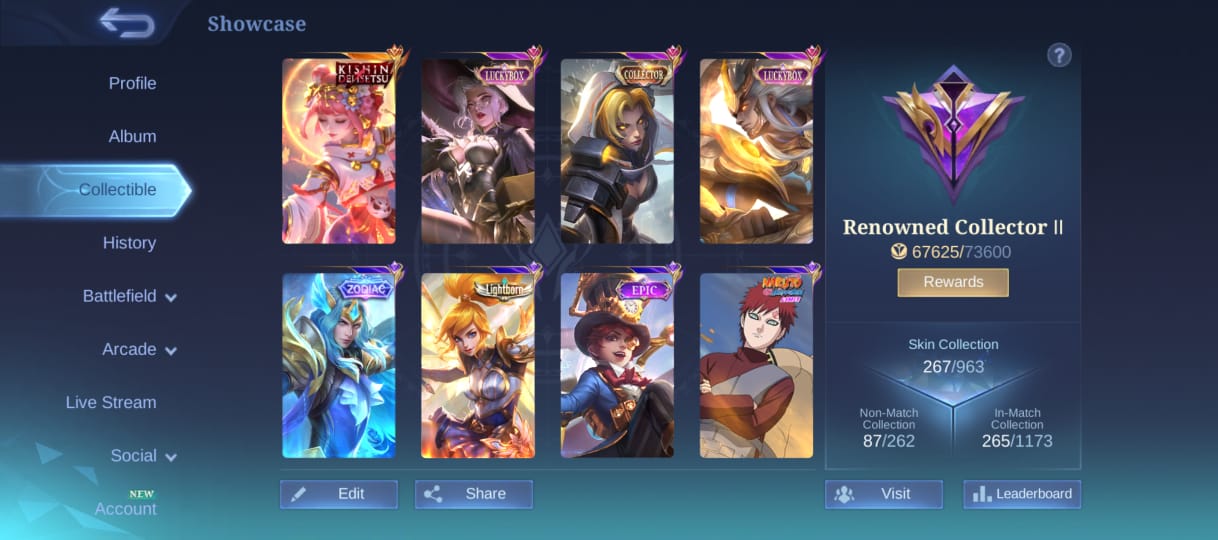 Showcase
Profile
Album
Collectible
History
Battlefield
Arcade
Live Stream
Social
NEW
Account
KISHIN
DENSETSU
LUCKYBOX
COLLECTOR
LUCKYBOX
ZODIAC
Lightborn
EPIC
NARUTO
Edit
Share
?
Renowned Collector II
67625/73600
Rewards
Skin Collection
267/963
Non-Match
Collection
87/262
In-Match
Collection
265/1173
Visit
Leaderboard